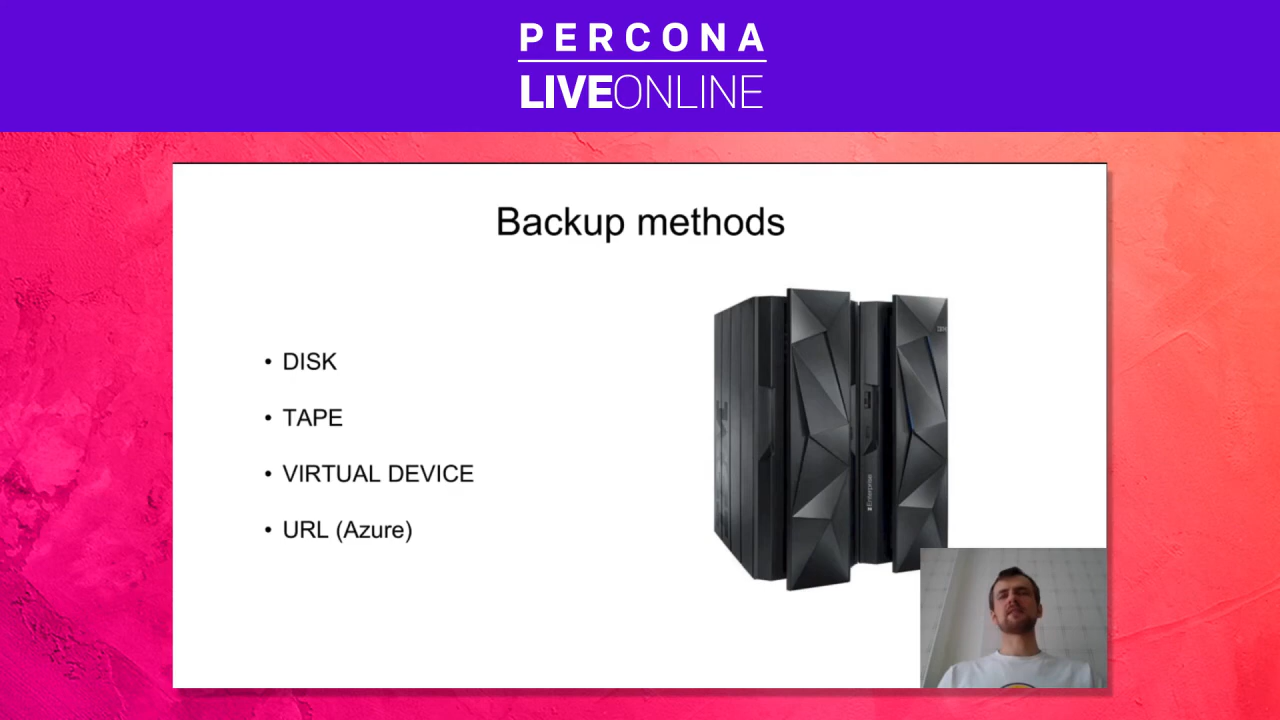 PERCONA
LIVEONLINE
Backup methods
• DISK
• TAPE
• VIRTUAL DEVICE
• URL (Azure)